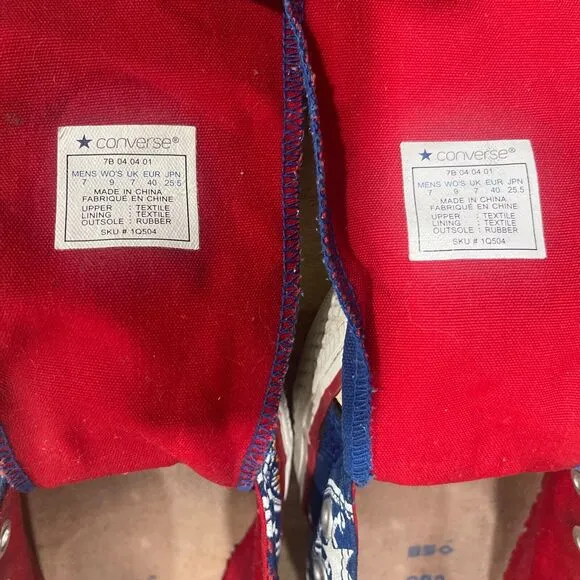 converse®
7B 04 04 01
MENS WO'S UK EUR JPN
7 9 7 40 25.5
MADE IN CHINA
FABRIQUE EN CHINE
UPPER : TEXTILE
LINING : TEXTILE
OUTSOLE : RUBBER
SKU # 1Q504
converse®
7B 04 04 01
MENS WO'S UK EUR JPN
7 9 7 40 25.5
MADE IN CHINA
FABRIQUE EN CHINE
UPPER : TEXTILE
LINING : TEXTILE
OUTSOLE : RUBBER
SKU # 1Q504